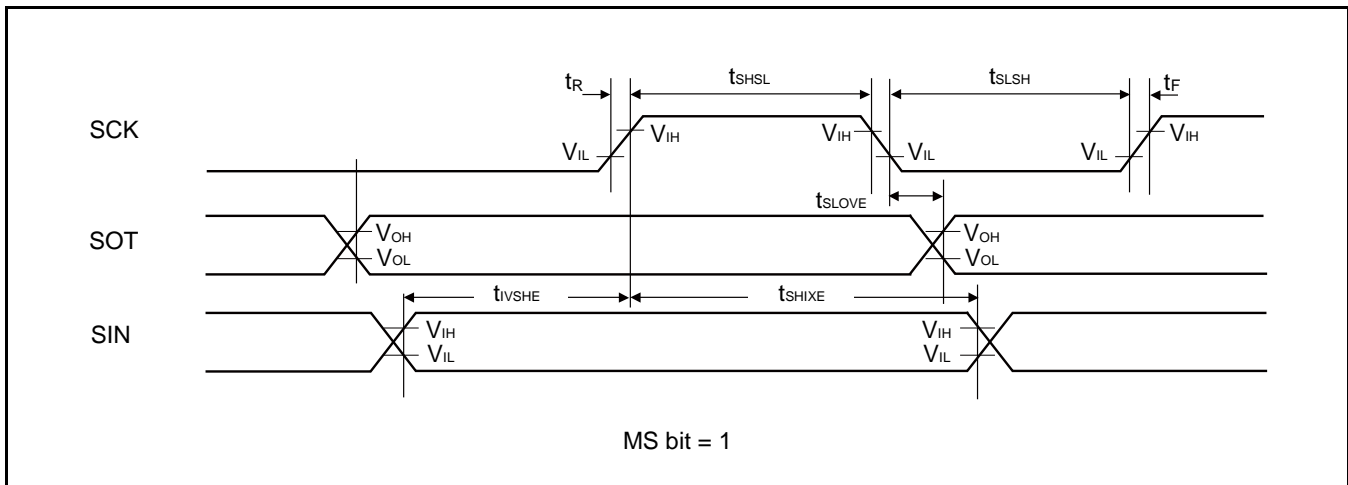 tR tSHSL tSLSH tF
SCK VIH VIH VIH
VIL VIL VIL
tSLOVE
SOT VOH VOH
VOL VOL
tIVSHE tSHIXE
SIN VIH VIH
VIL VIL
MS bit = 1